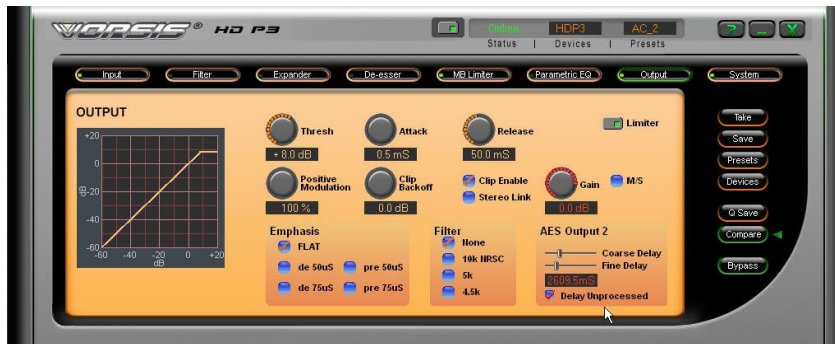 VORSIS® HD P3
Online HDP3 AC_2
Status | Devices | Presets
? _ X
Input Filter Expander De-esser MB Limiter Parametric EQ Output System
OUTPUT
+20
0
-20
-40
-60
dB
-60 -40 -20 0 +20
dB
Thresh Attack Release Limiter
+ 8.0 dB 0.5 mS 50.0 mS
Positive Modulation Clip Backoff Clip Enable Gain M/S
Stereo Link
100 % 0.0 dB 0.0 dB
Emphasis
FLAT
de 50uS pre 50uS
de 75uS pre 75uS
Filter
None
10k NRSC
5k
4.5k
AES Output 2
Coarse Delay
Fine Delay
2609.5mS
Delay Unprocessed
Take
Save
Presets
Devices
Q Save
Compare
Bypass